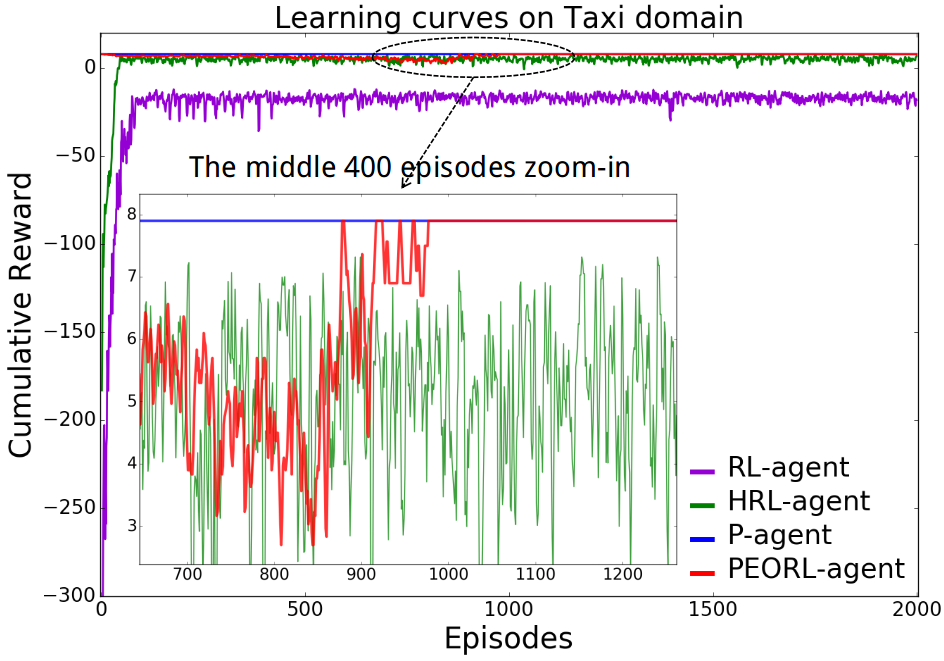 Learning curves on Taxi domain
0
−50
−100
−150
−200
−250
−300
Cumulative Reward
The middle 400 episodes zoom-in
8
7
6
5
4
3
700 800 900 1000 1100 1200
RL-agent
HRL-agent
P-agent
PEORL-agent
0 500 1000 1500 2000
Episodes